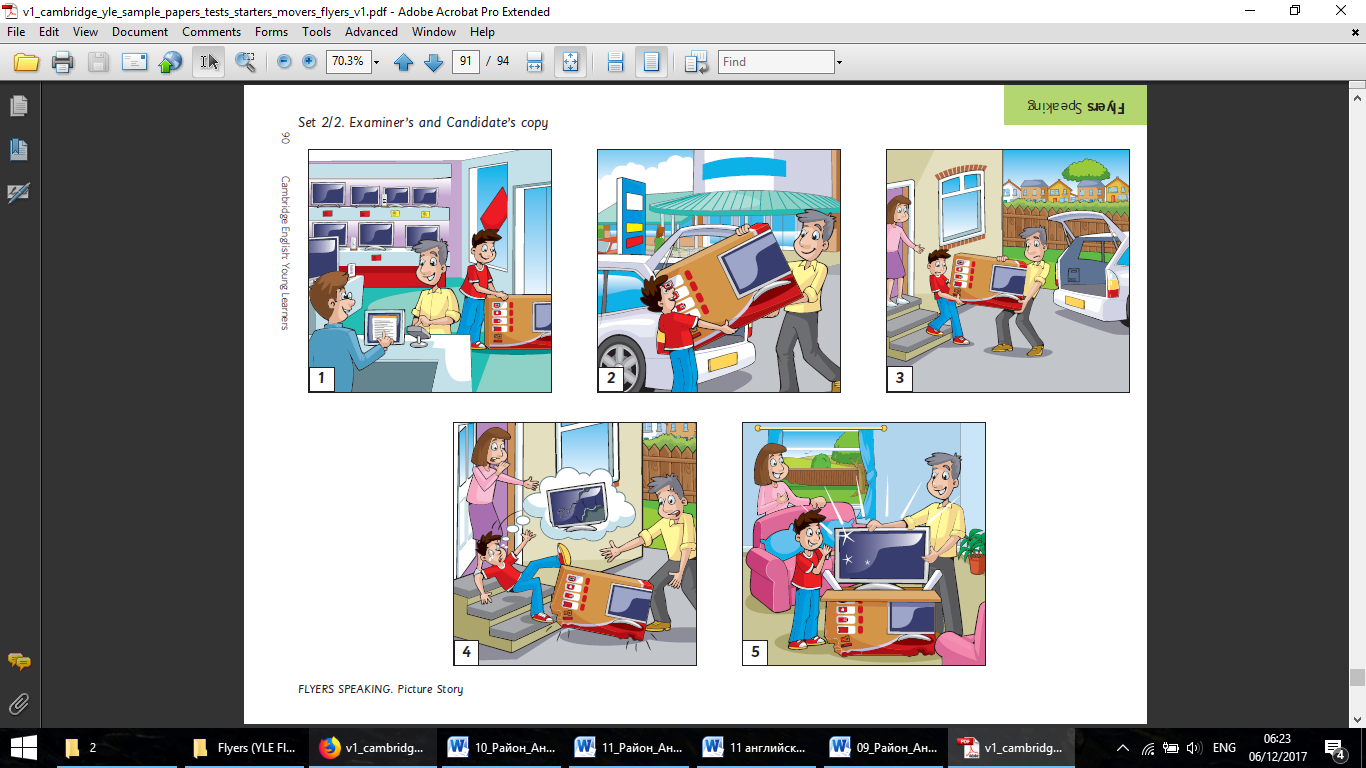 v1_cambridge_yle_sample_papers_tests_starters_movers_flyers_v1.pdf - Adobe Acrobat Pro Extended
File Edit View Document Comments Forms Tools Advanced Window Help
70.3% 91 / 94 Find
Flyers Speaking
Set 2/2. Examiner's and Candidate's copy
90
Cambridge English: Young Learners
1
2
3
4
5
FLYERS SPEAKING. Picture Story
2
Flyers (YLE Fl...
v1_cambridg...
10_Район_Ан...
11_Район_Ан...
11 английск...
09_Район_Ан...
v1_cambridg...
ENG
06:23
06/12/2017
4